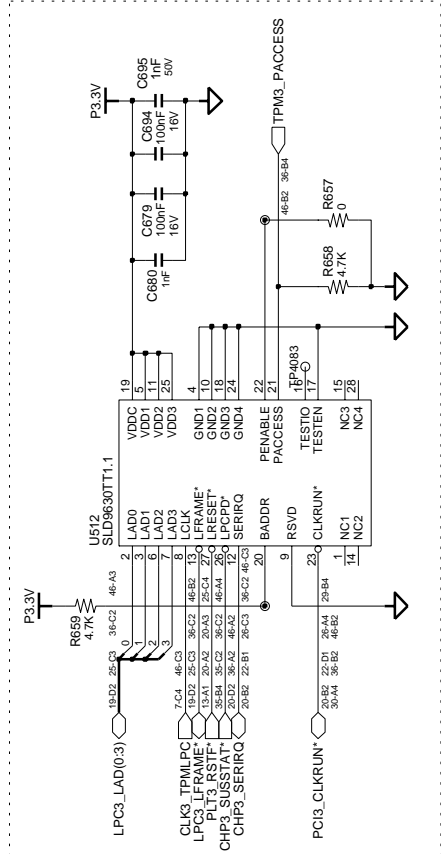 P3.3V
P3.3V
R659
4.7K
C680
1nF
C679
100nF
16V
C694
100nF
16V
C695
1nF
50V
U512
SLD9630TT1.1
LPC3_LAD(0:3)
19-D2 25-C3 36-C2 46-A3
0 2 LAD0
1 3 LAD1
2 6 LAD2
3 7 LAD3
CLK3_TPMLPC 7-C4 46-C3 8 LCLK
LPC3_LFRAME* 19-D2 25-C3 36-C2 46-B2 13 LFRAME*
PLT3_RSTF* 13-A1 20-A2 20-A3 25-C4 27 LRESET*
35-B4 36-C2 46-A4
CHP3_SUSSTAT* 20-D2 36-A2 46-A2 26 LPCPD*
CHP3_SERIRQ 20-B2 22-B1 26-C3 46-C3 12 SERIRQ
36-C2
20 BADDR
9 RSVD
PCI3_CLKRUN* 20-B2 22-D1 26-A4 29-B4 23 CLKRUN*
30-A4 36-B2 46-B2
1 NC1
14 NC2
VDDC 19
VDD1 5
VDD2 11
VDD3 25
GND1 4
GND2 10
GND3 18
GND4 24
PENABLE 22
PACCESS 21
46-B2 36-B4 TPM3_PACCESS
TESTIO 16 TP4083
TESTEN 17
NC3 15
NC4 28
R658
4.7K
R657
0